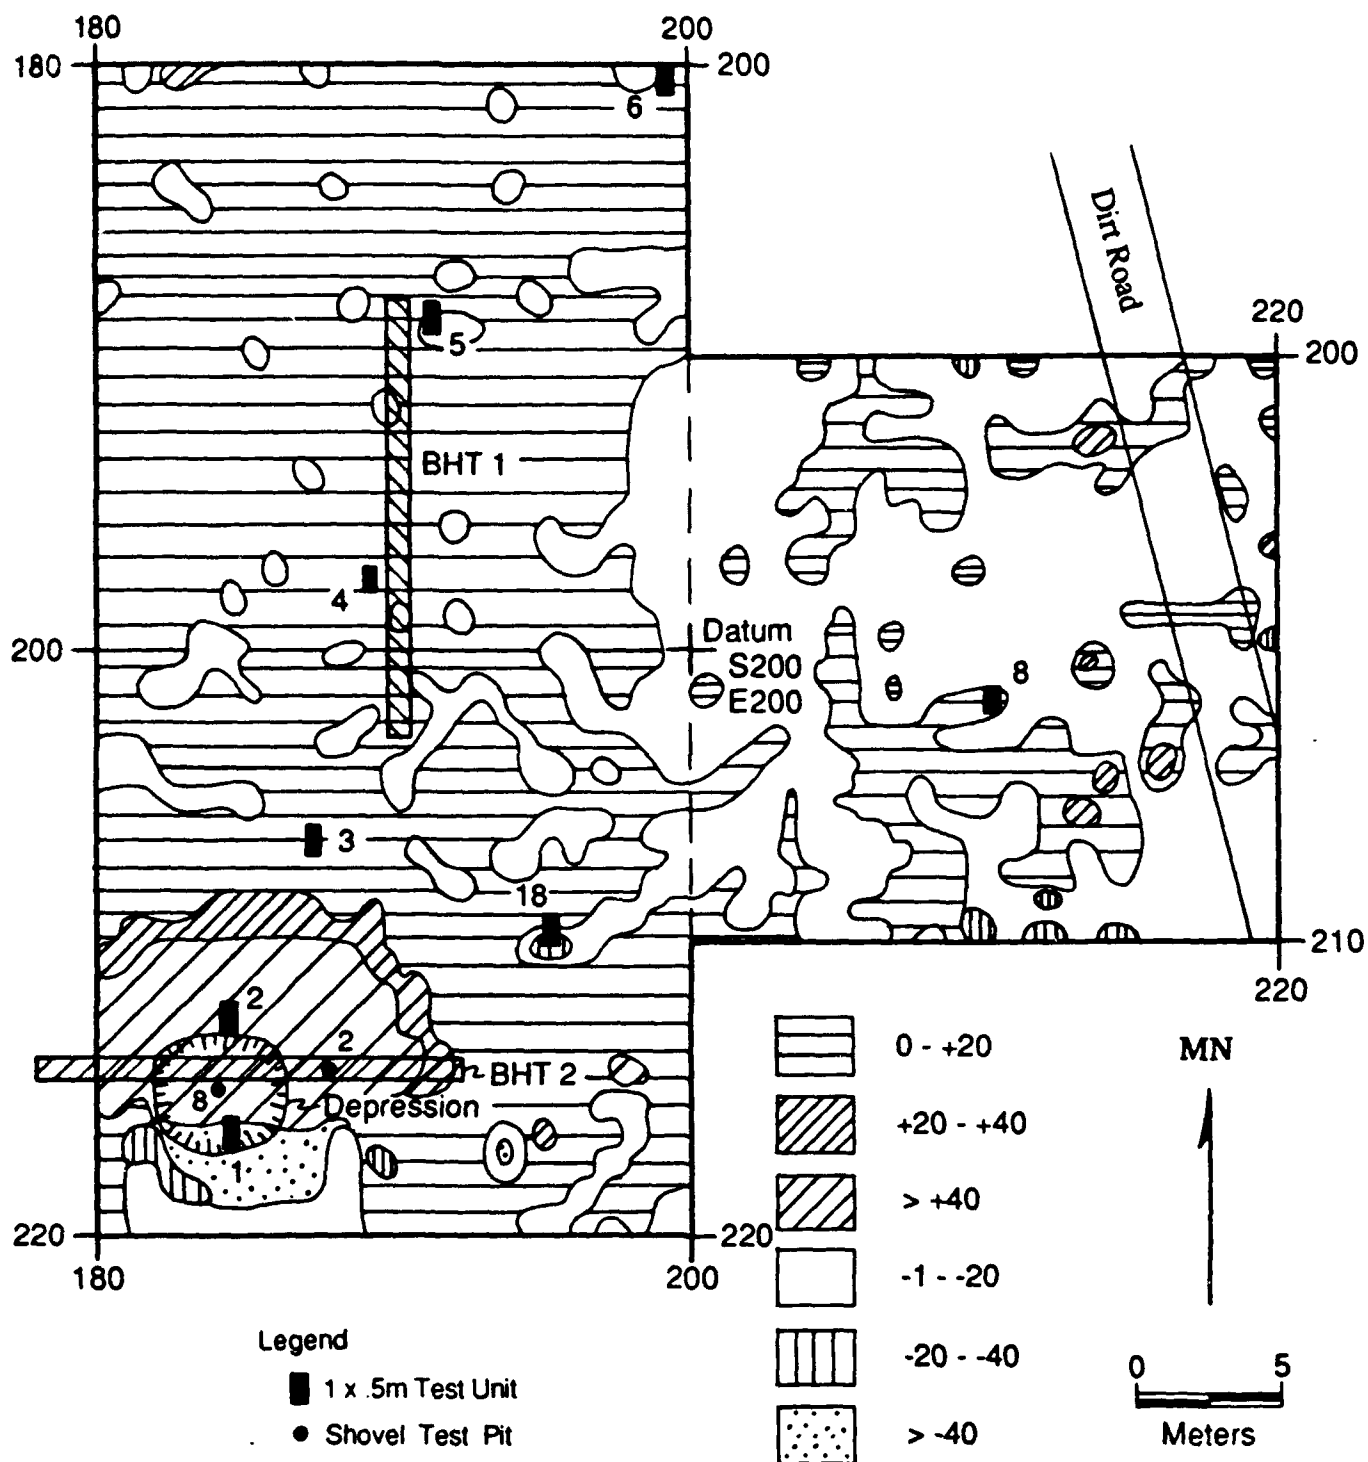 180
200
180
200
6
Dirt Road
220
200
5
BHT 1
4
200
Datum
S200
E200
8
3
18
210
220
2
2
BHT 2
8
Depression
1
220
220
180
200
0 - +20
+20 - +40
> +40
-1 - -20
-20 - -40
> -40
MN
0
5
Meters
Legend
1 x .5m Test Unit
Shovel Test Pit